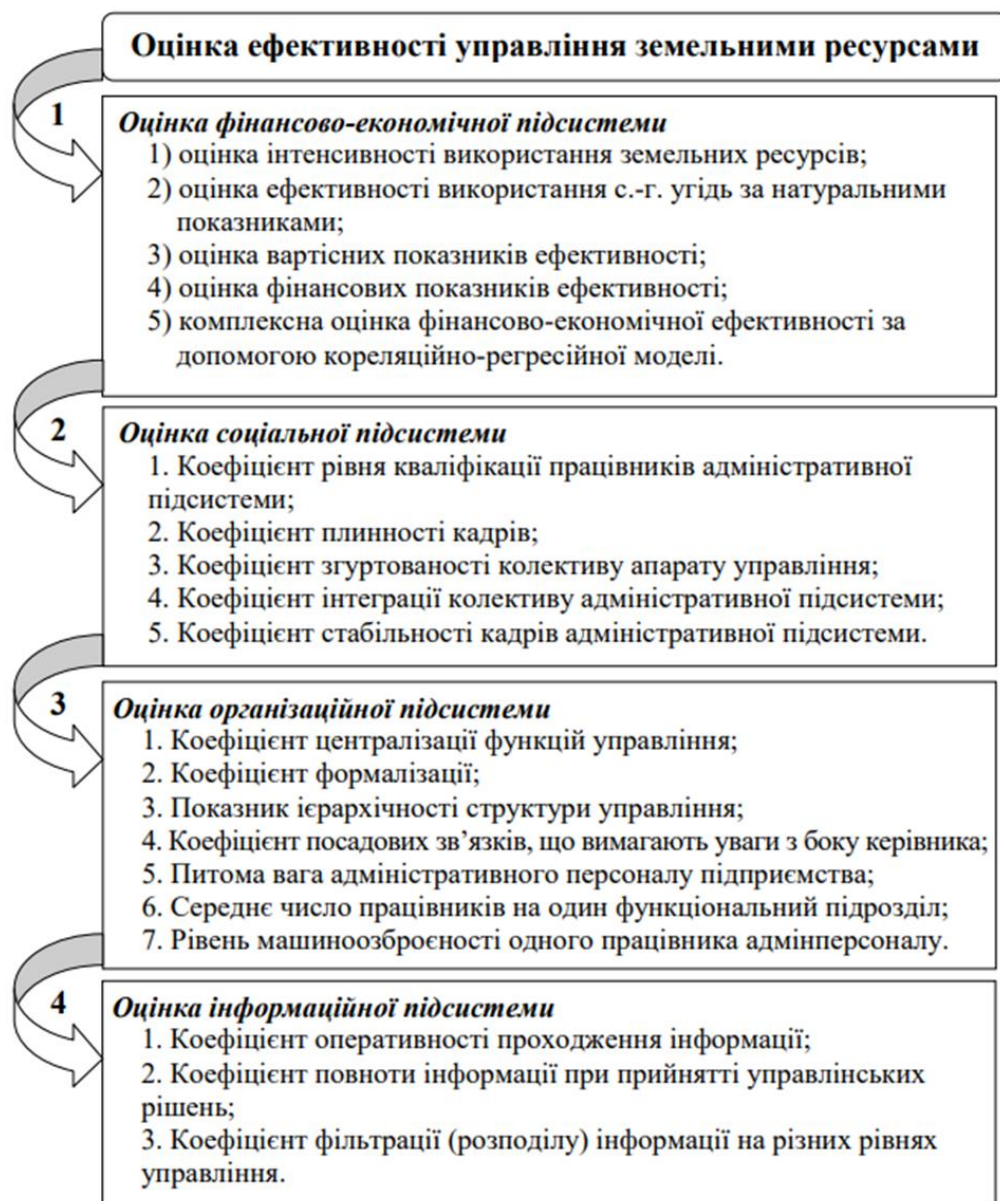 Оцінка ефективності управління земельними ресурсами
1
Оцінка фінансово-економічної підсистеми
1) оцінка інтенсивності використання земельних ресурсів;
2) оцінка ефективності використання с.-г. угідь за натуральними
показниками;
3) оцінка вартісних показників ефективності;
4) оцінка фінансових показників ефективності;
5) комплексна оцінка фінансово-економічної ефективності за
допомогою кореляційно-регресійної моделі.
2
Оцінка соціальної підсистеми
1. Коефіцієнт рівня кваліфікації працівників адміністративної
підсистеми;
2. Коефіцієнт плинності кадрів;
3. Коефіцієнт згуртованості колективу апарату управління;
4. Коефіцієнт інтеграції колективу адміністративної підсистеми;
5. Коефіцієнт стабільності кадрів адміністративної підсистеми.
3
Оцінка організаційної підсистеми
1. Коефіцієнт централізації функцій управління;
2. Коефіцієнт формалізації;
3. Показник ієрархічності структури управління;
4. Коефіцієнт посадових зв’язків, що вимагають уваги з боку керівника;
5. Питома вага адміністративного персоналу підприємства;
6. Середнє число працівників на один функціональний підрозділ;
7. Рівень машиноозброєності одного працівника адмінперсоналу.
4
Оцінка інформаційної підсистеми
1. Коефіцієнт оперативності проходження інформації;
2. Коефіцієнт повноти інформації при прийнятті управлінських
рішень;
3. Коефіцієнт фільтрації (розподілу) інформації на різних рівнях
управління.